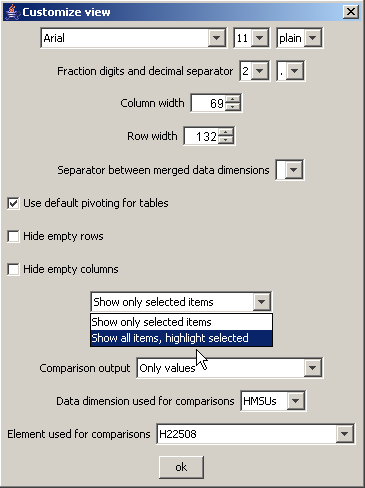 Customize view
Arial 11 plain
Fraction digits and decimal separator 2 .
Column width 69
Row width 132
Separator between merged data dimensions
Use default pivoting for tables
Hide empty rows
Hide empty columns
Show only selected items
Show only selected items
Show all items, highlight selected
Comparison output Only values
Data dimension used for comparisons HMSUs
Element used for comparisons H22508
ok